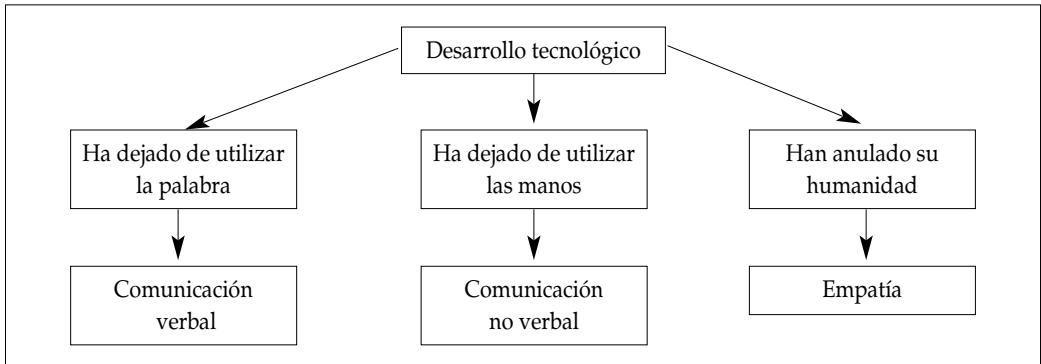 Desarrollo tecnológico
Ha dejado de utilizar
la palabra
Ha dejado de utilizar
las manos
Han anulado su
humanidad
Comunicación
verbal
Comunicación
no verbal
Empatía